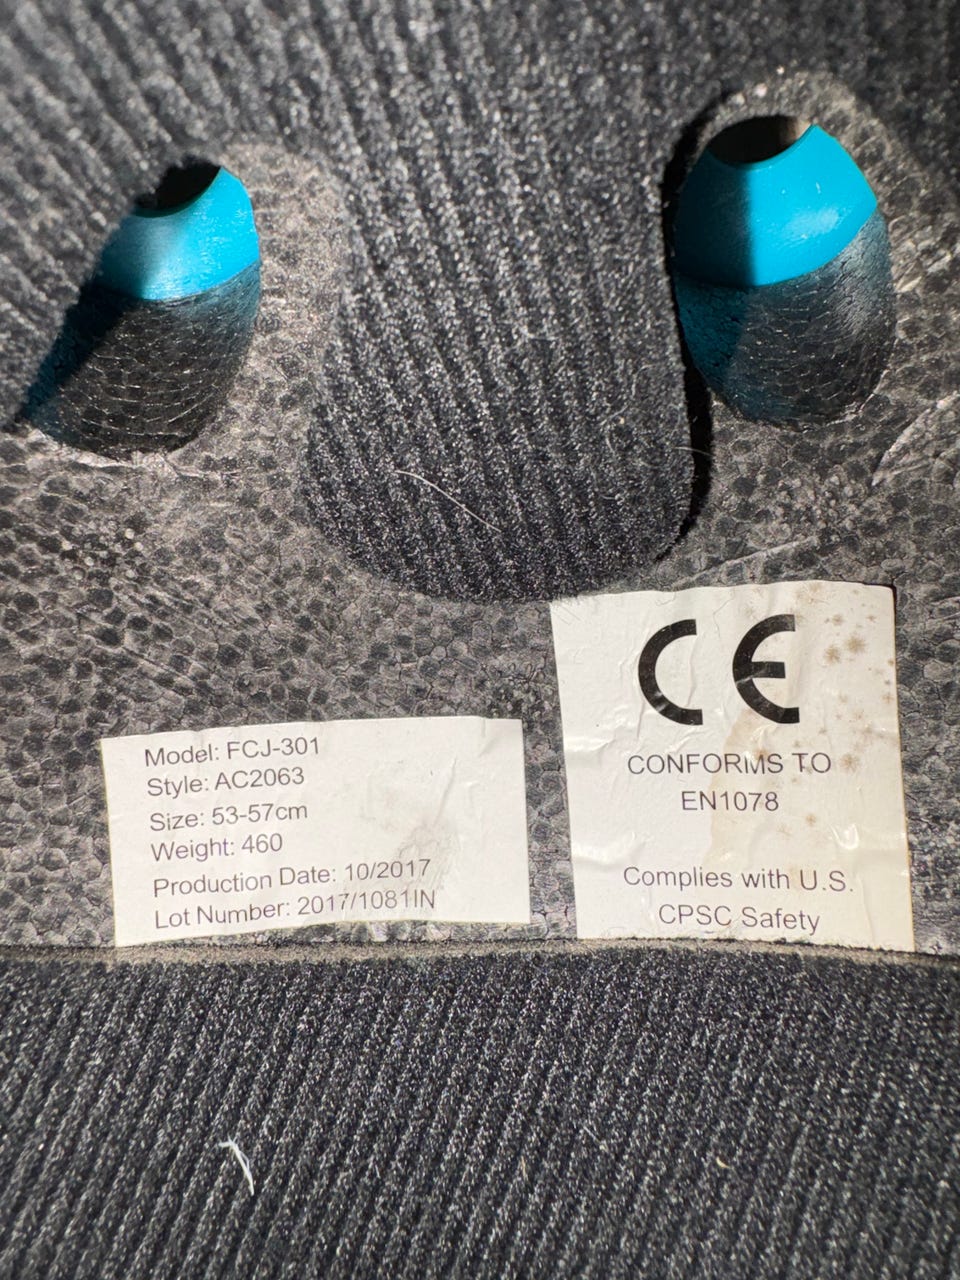 Model: FCJ-301
Style: AC2063
Size: 53-57cm
Weight: 460
Production Date: 10/2017
Lot Number: 2017/1081IN
CE
CONFORMS TO
EN1078
Complies with U.S.
CPSC Safety